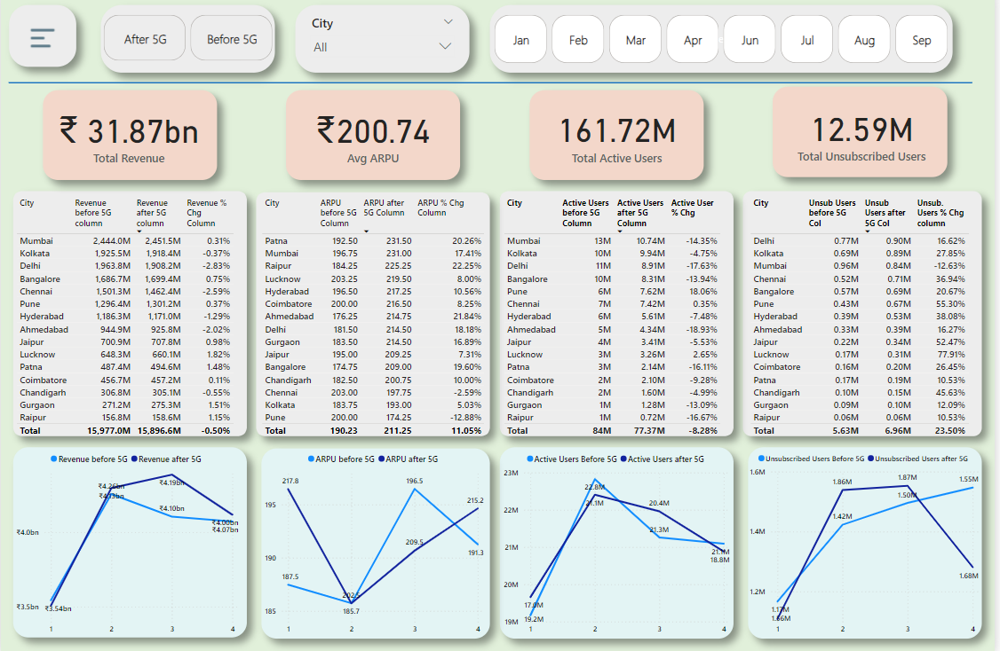 After 5G Before 5G City All Jan Feb Mar Apr Jun Jul Aug Sep
₹ 31.87bn
Total Revenue
₹200.74
Avg ARPU
161.72M
Total Active Users
12.59M
Total Unsubscribed Users
City Revenue before 5G column Revenue after 5G column Revenue % Chg Column
Mumbai 2,444.0M 2,451.5M 0.31%
Kolkata 1,925.5M 1,918.4M -0.37%
Delhi 1,963.8M 1,908.2M -2.83%
Bangalore 1,686.7M 1,699.4M 0.75%
Chennai 1,501.3M 1,462.4M -2.59%
Pune 1,296.4M 1,301.2M 0.37%
Hyderabad 1,186.3M 1,171.0M -1.29%
Ahmedabad 944.9M 925.8M -2.02%
Jaipur 700.9M 707.8M 0.98%
Lucknow 648.3M 660.1M 1.82%
Patna 487.4M 494.6M 1.48%
Coimbatore 456.7M 457.2M 0.11%
Chandigarh 306.8M 305.1M -0.55%
Gurgaon 271.2M 275.3M 1.51%
Raipur 156.8M 158.6M 1.15%
Total 15,977.0M 15,896.6M -0.50%
City ARPU before 5G Column ARPU after 5G Column ARPU % Chg Column
Patna 192.50 231.50 20.26%
Mumbai 196.75 231.00 17.41%
Raipur 184.25 225.25 22.25%
Lucknow 203.25 219.50 8.00%
Hyderabad 196.50 217.25 10.56%
Coimbatore 200.00 216.50 8.25%
Ahmedabad 176.25 214.75 21.84%
Delhi 181.50 214.50 18.18%
Gurgaon 183.50 214.50 16.89%
Jaipur 195.00 209.25 7.31%
Bangalore 174.75 209.00 19.60%
Chandigarh 182.50 200.75 10.00%
Chennai 203.00 197.75 -2.59%
Kolkata 183.75 193.00 5.03%
Pune 200.00 174.25 -12.88%
Total 190.23 211.25 11.05%
City Active Users before 5G Column Active Users after 5G Column Active User % Chg
Mumbai 13M 10.74M -14.35%
Kolkata 10M 9.94M -4.75%
Delhi 11M 8.91M -17.63%
Bangalore 10M 8.31M -13.94%
Pune 6M 7.62M 18.06%
Chennai 7M 7.42M 0.35%
Hyderabad 6M 5.61M -7.48%
Ahmedabad 5M 4.34M -18.93%
Jaipur 4M 3.41M -5.53%
Lucknow 3M 3.26M 2.65%
Patna 3M 2.14M -16.11%
Coimbatore 2M 2.10M -9.28%
Chandigarh 2M 1.60M -4.99%
Gurgaon 1M 1.28M -13.09%
Raipur 1M 0.72M -16.67%
Total 84M 77.37M -8.28%
City Unsub Users before 5G Col Unsub Users after 5G Col Unsub. Users % Chg column
Delhi 0.77M 0.90M 16.62%
Kolkata 0.69M 0.89M 27.85%
Mumbai 0.96M 0.84M -12.63%
Chennai 0.52M 0.71M 36.94%
Bangalore 0.57M 0.69M 20.67%
Pune 0.43M 0.67M 55.30%
Hyderabad 0.39M 0.53M 38.08%
Ahmedabad 0.33M 0.39M 16.27%
Jaipur 0.22M 0.34M 52.47%
Lucknow 0.17M 0.31M 77.91%
Coimbatore 0.16M 0.20M 26.45%
Patna 0.17M 0.19M 10.53%
Chandigarh 0.10M 0.15M 45.63%
Gurgaon 0.09M 0.10M 12.09%
Raipur 0.06M 0.06M 10.53%
Total 5.63M 6.96M 23.50%
Revenue before 5G Revenue after 5G
₹4.19bn
₹4.10bn
₹4.0bn
₹4.00bn
₹4.07bn
₹3.5bn ₹3.54bn
1 2 3 4
ARPU before 5G ARPU after 5G
217.8 196.5
195 215.2
209.5
190 191.3
187.5
185 185.7
1 2 3 4
Active Users Before 5G Active Users after 5G
23M
22.8M
22M 21.1M 20.4M
21M 21.3M
18.8M
20M
17.0M
19M 19.2M
1 2 3 4
Unsubscribed Users Before 5G Unsubscribed Users after 5G
1.6M
1.86M 1.87M 1.55M
1.50M
1.42M
1.4M
1.68M
1.2M
1 2 3 4